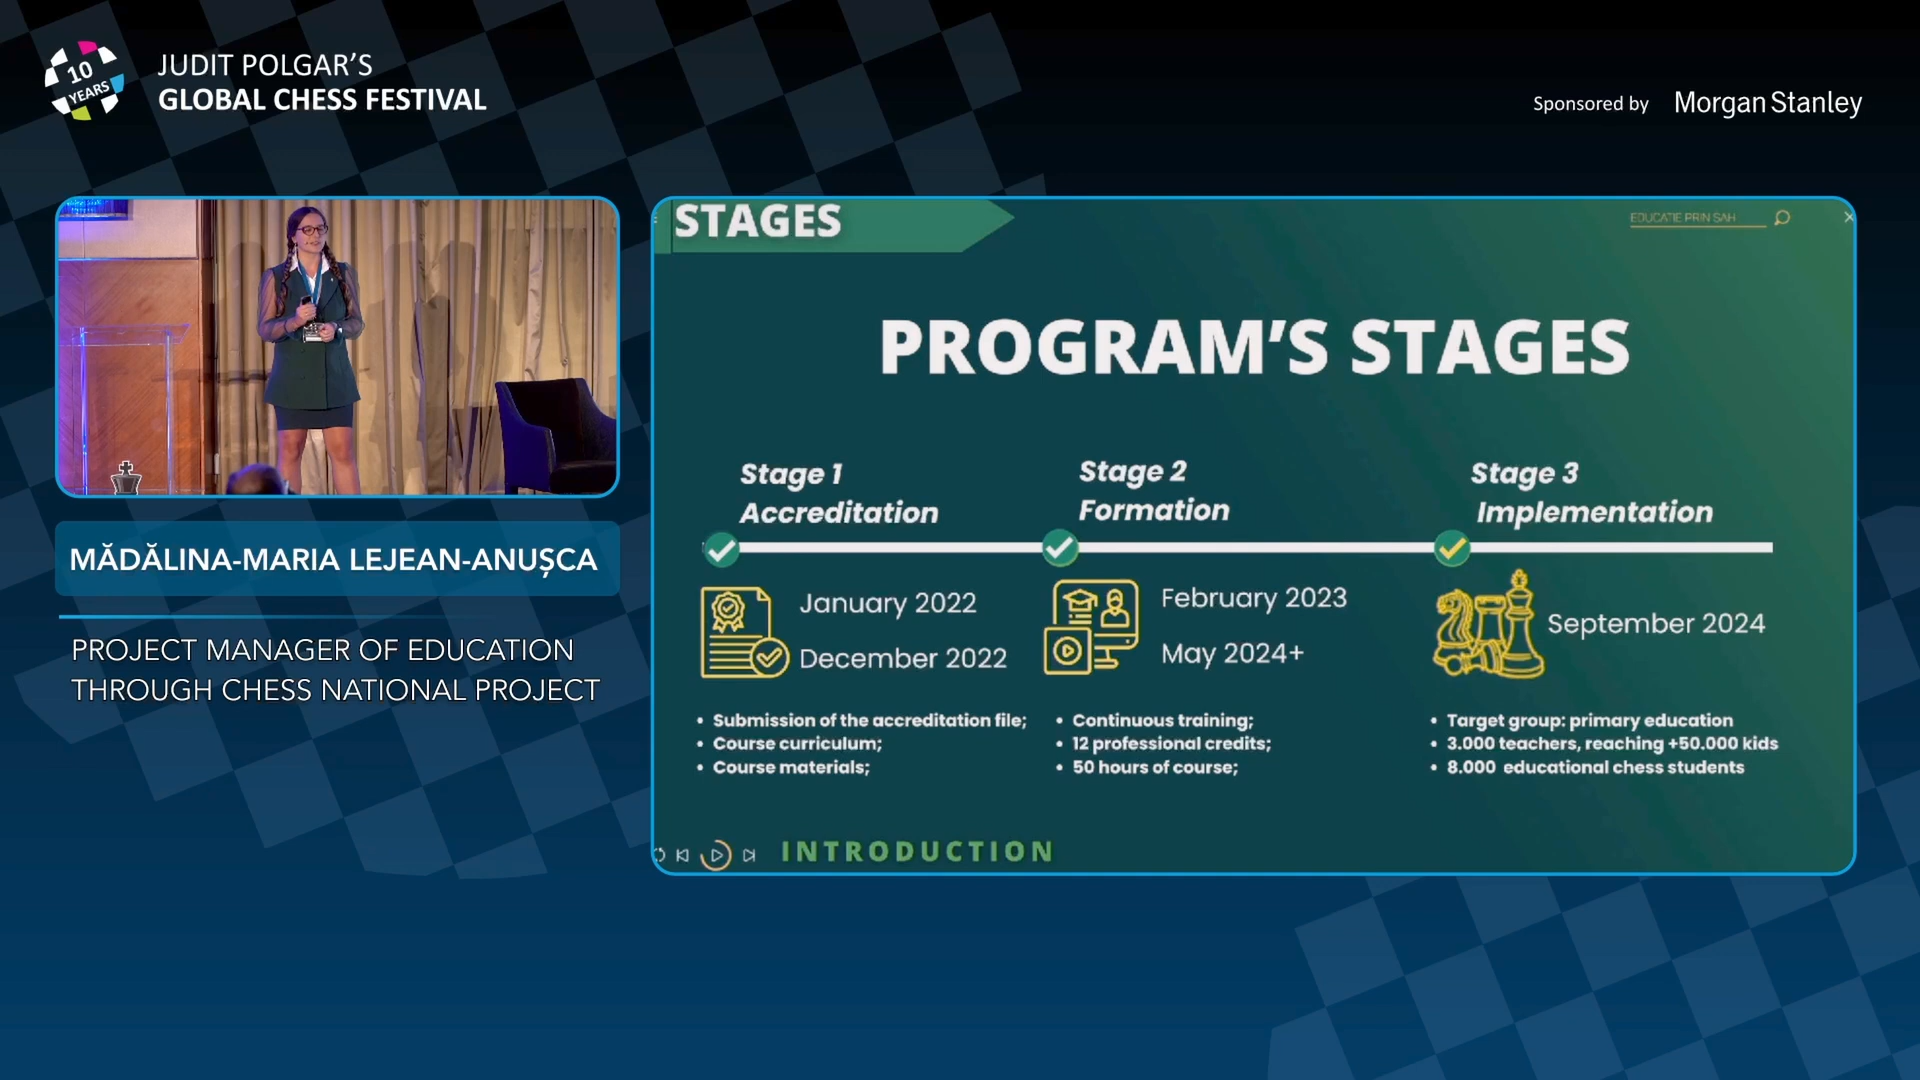 10
YEARS
JUDIT POLGAR'S
GLOBAL CHESS FESTIVAL
Sponsored by Morgan Stanley
MĂDĂLINA-MARIA LEJEAN-ANUȘCA
PROJECT MANAGER OF EDUCATION
THROUGH CHESS NATIONAL PROJECT
STAGES
EDUCATIE PRIN SAH
PROGRAM'S STAGES
Stage 1
Accreditation
January 2022
December 2022
• Submission of the accreditation file;
• Course curriculum;
• Course materials;
Stage 2
Formation
February 2023
May 2024+
• Continuous training;
• 12 professional credits;
• 50 hours of course;
Stage 3
Implementation
September 2024
• Target group: primary education
• 3.000 teachers, reaching +50.000 kids
• 8.000 educational chess students
INTRODUCTION